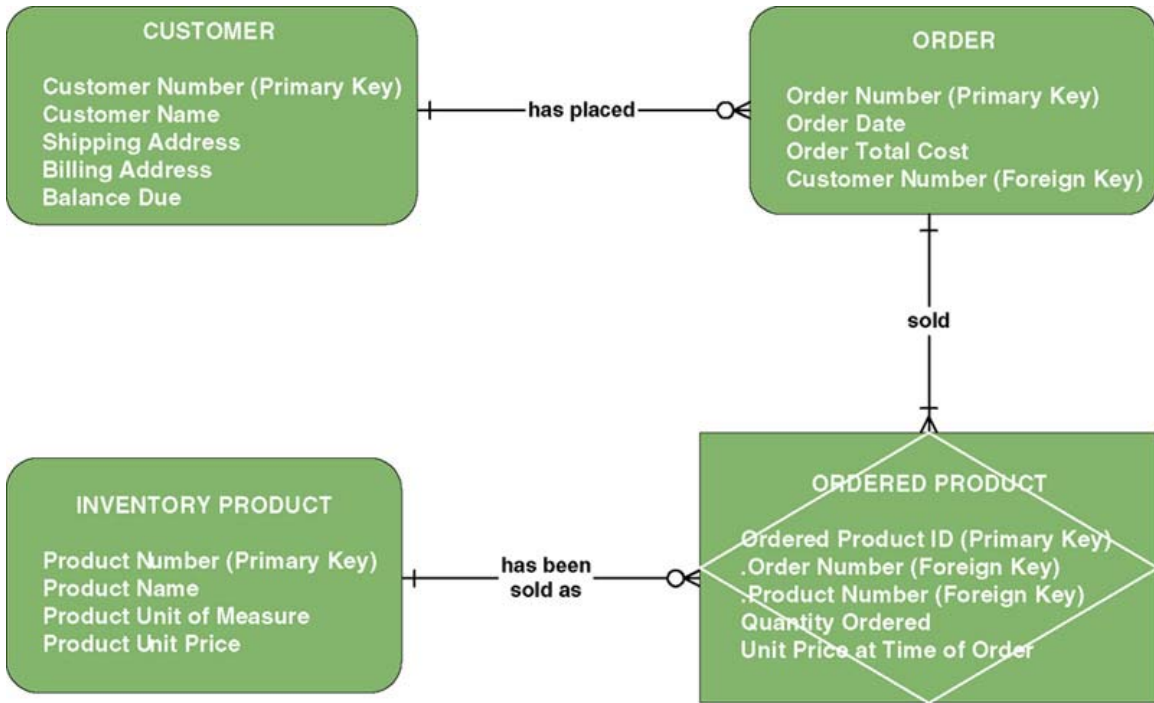 CUSTOMER
Customer Number (Primary Key)
Customer Name
Shipping Address
Billing Address
Balance Due
has placed
ORDER
Order Number (Primary Key)
Order Date
Order Total Cost
Customer Number (Foreign Key)
sold
INVENTORY PRODUCT
Product Number (Primary Key)
Product Name
Product Unit of Measure
Product Unit Price
has been
sold as
ORDERED PRODUCT
Ordered Product ID (Primary Key)
.Order Number (Foreign Key)
.Product Number (Foreign Key)
Quantity Ordered
Unit Price at Time of Order